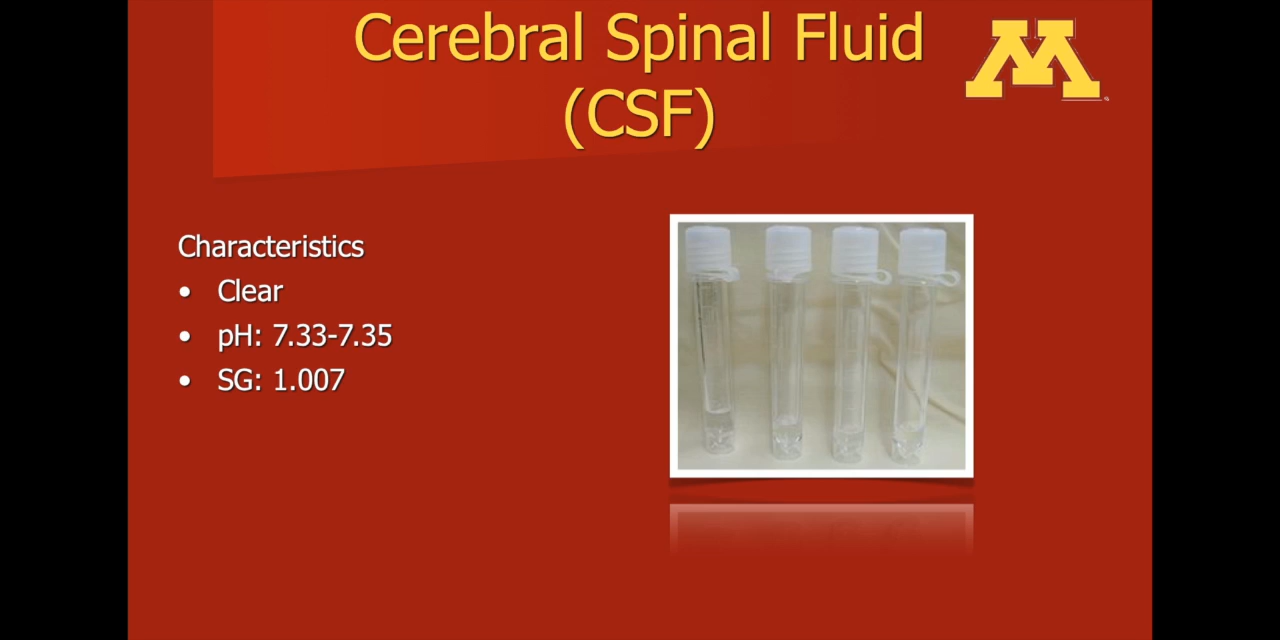 Cerebral Spinal Fluid
(CSF)
M
Characteristics
• Clear
• pH: 7.33-7.35
• SG: 1.007